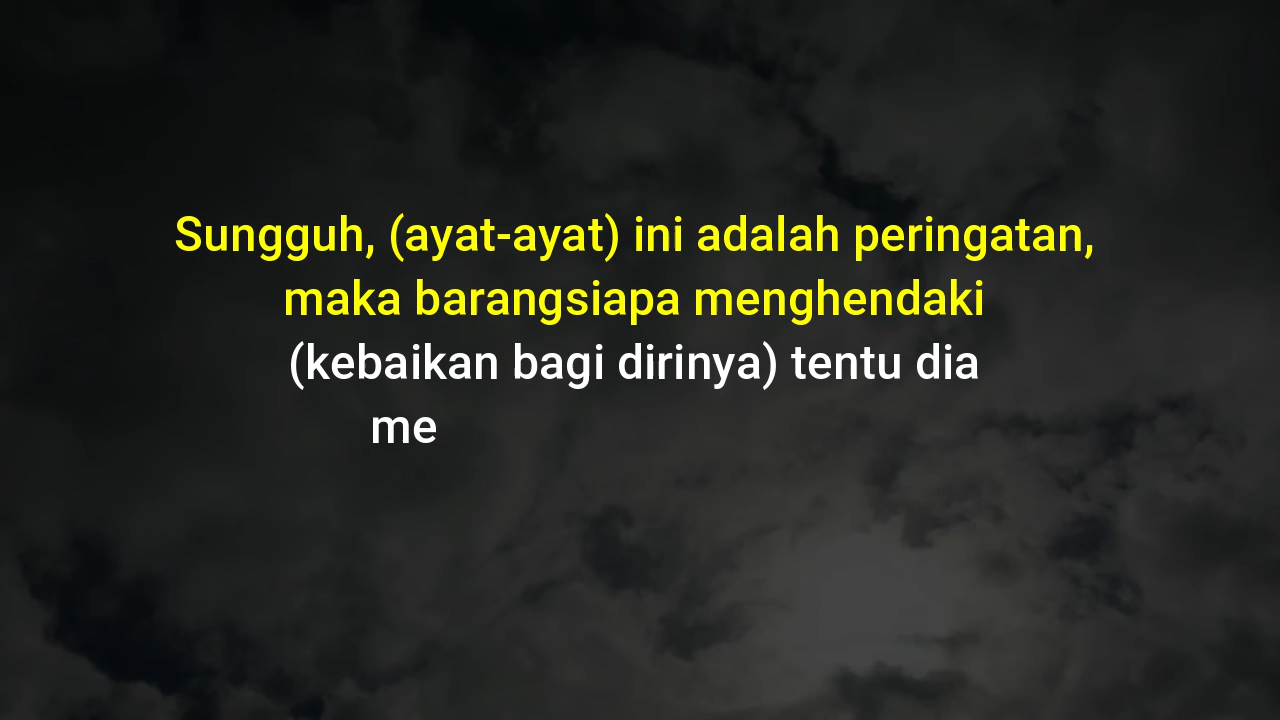 Sungguh, (ayat-ayat) ini adalah peringatan,
maka barangsiapa menghendaki
(kebaikan bagi dirinya) tentu dia
me